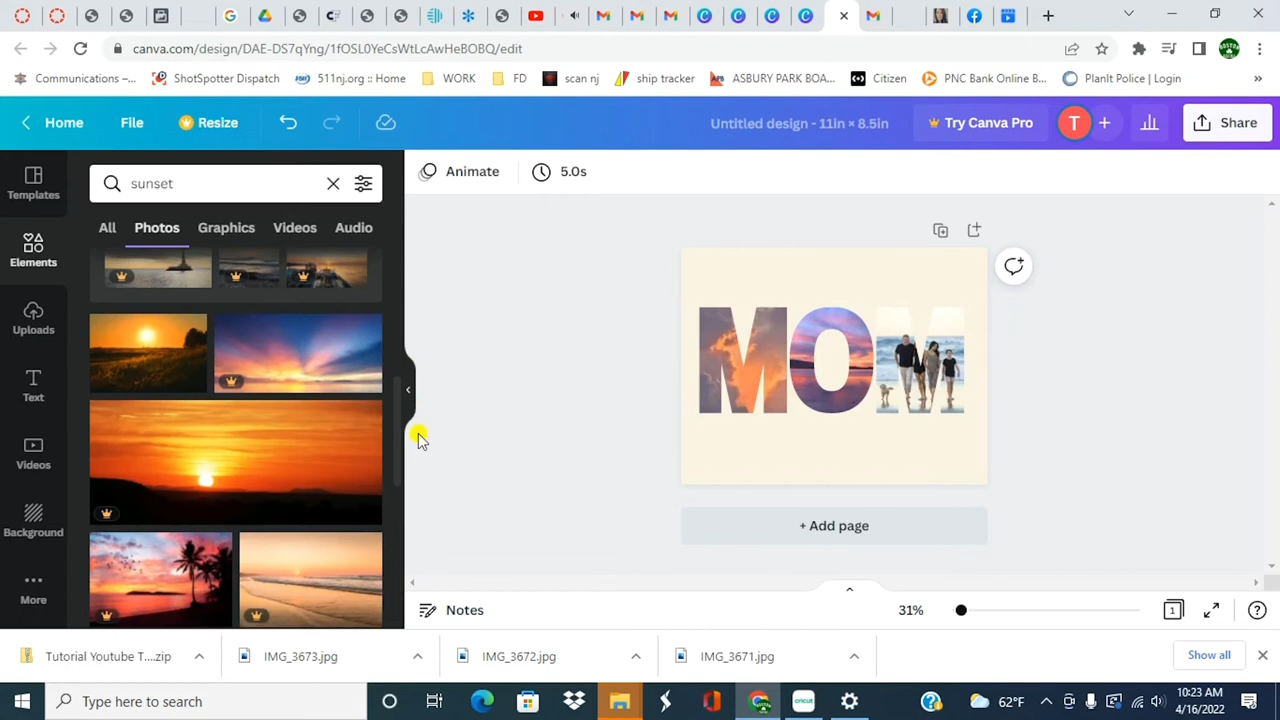 canva.com/design/DAE-DS7qYng/1fOSL0YeCsWtLcAwHeBOBQ/edit
Communications –...
ShotSpotter Dispatch
511nj.org :: Home
WORK
FD
scan nj
ship tracker
ASBURY PARK BOA...
Citizen
PNC Bank Online B...
PlanIt Police | Login
»
Home
File
Resize
Untitled design - 11in × 8.5in
Try Canva Pro
T
Share
Templates
sunset
Animate
5.0s
All
Photos
Graphics
Videos
Audio
Elements
Uploads
Text
Videos
Background
More
MOM
+ Add page
Notes
31%
1
Tutorial Youtube T....zip
IMG_3673.jpg
IMG_3672.jpg
IMG_3671.jpg
Show all
Type here to search
cricut
62°F
10:23 AM
4/16/2022